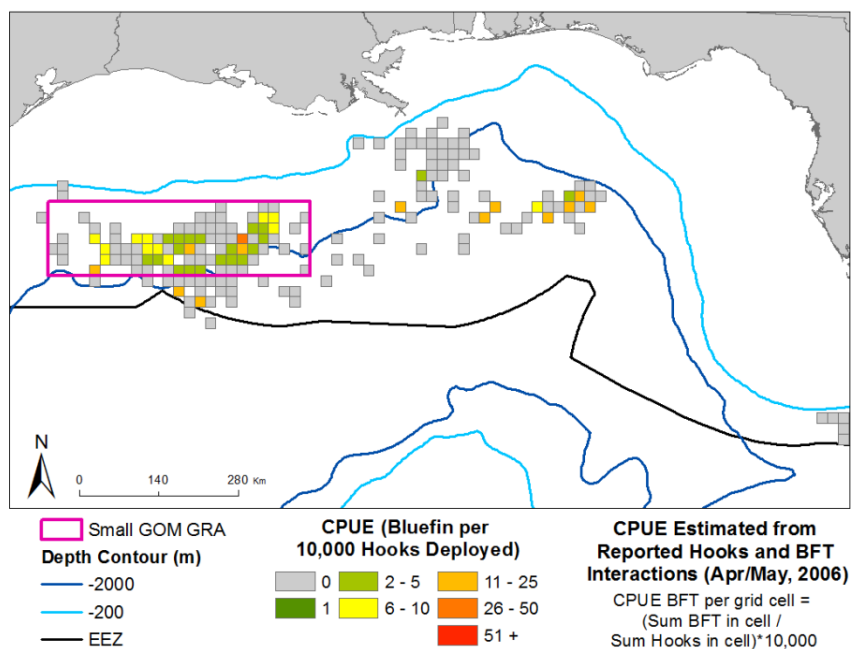 N
0 140 280 Km
Small GOM GRA
Depth Contour (m)
-2000
-200
EEZ
CPUE (Bluefin per
10,000 Hooks Deployed)
0 2 - 5 11 - 25
1 6 - 10 26 - 50
51 +
CPUE Estimated from
Reported Hooks and BFT
Interactions (Apr/May, 2006)
CPUE BFT per grid cell =
(Sum BFT in cell /
Sum Hooks in cell)*10,000